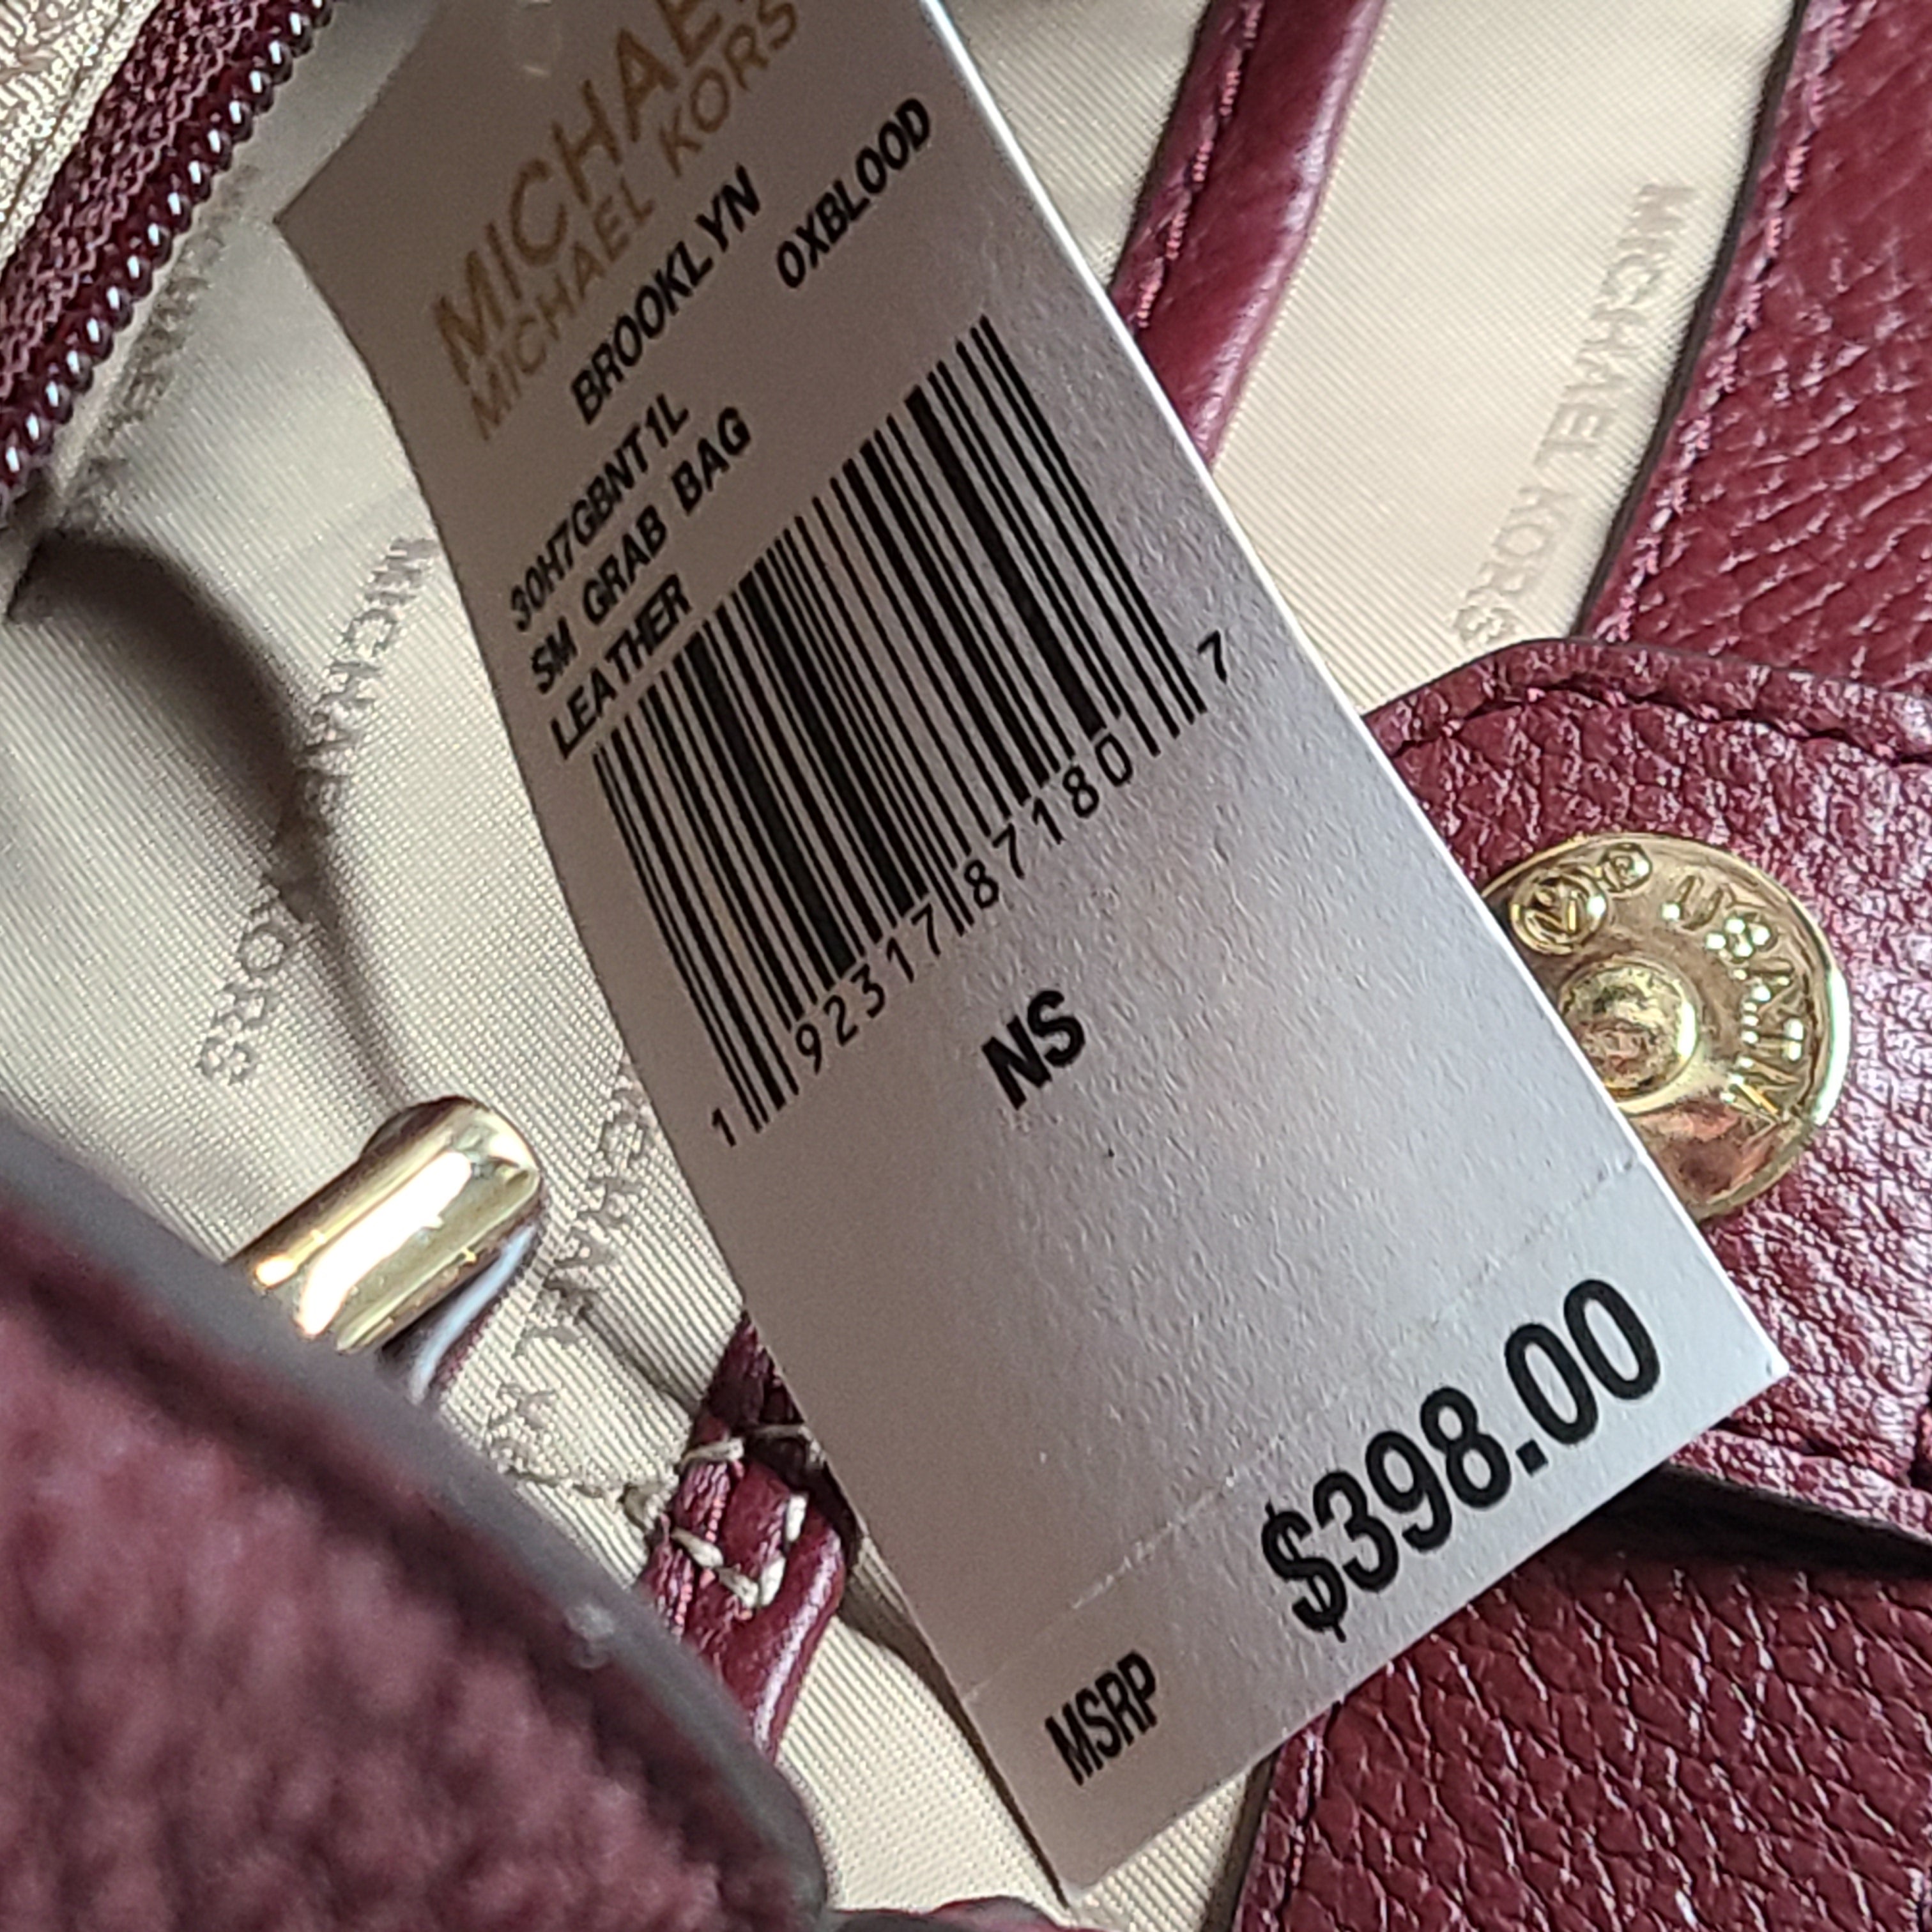 MICHAEL
MICHAEL KORS
BROOKLYN
0XBLOOD
30H7GBNT1L
SM GRAB BAG
LEATHER
1 92317 87180 7
NS
$398.00
MSRP
MICHAEL KORS
MICHAEL KORS